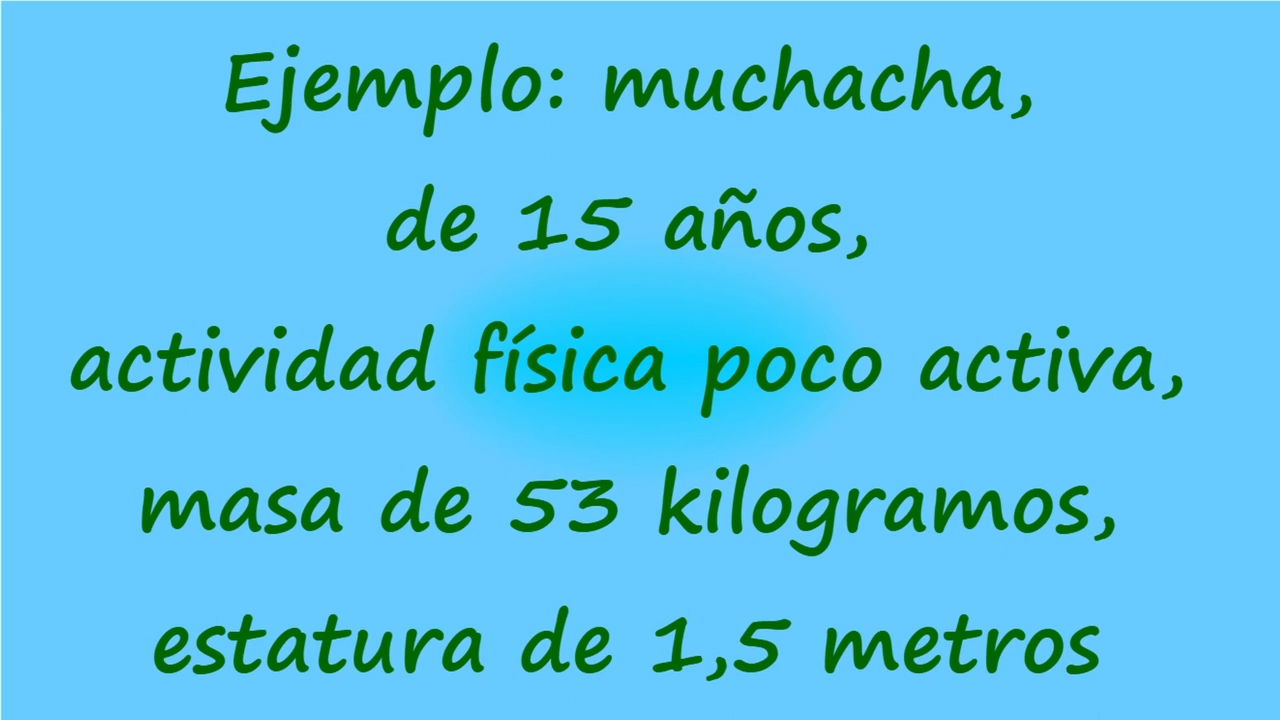 Ejemplo: muchacha,
de 15 años,
actividad física poco activa,
masa de 53 kilogramos,
estatura de 1,5 metros